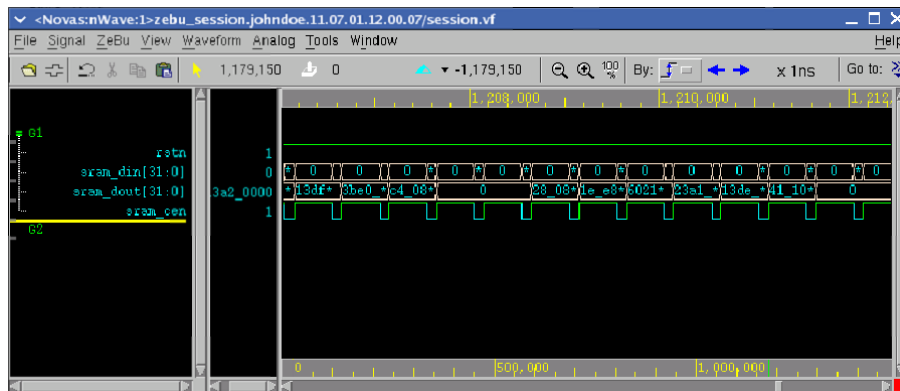 <Novas:nWave:1>zebu_session.johndoe.11.07.01.12.00.07/session.vf
File Signal ZeBu View Waveform Analog Tools Window Help
1,179,150 0 -1,179,150 100 % By: x 1ns Go to:
1,208,000 1,210,000 1,212,
G1
rstn 1
sram_din[31:0] 0 * 0 0 0 * 0 * 0 * 0 * 0 0 0 * 0 * 0 * 0
sram_dout[31:0] 3a2_0000 * 13df* 3be0_* c4_08* 0 28_08* 1e_e8* 6021* 23a1_* 13de_* 41_10* 0
sram_cen 1
G2
0 500,000 1,000,000